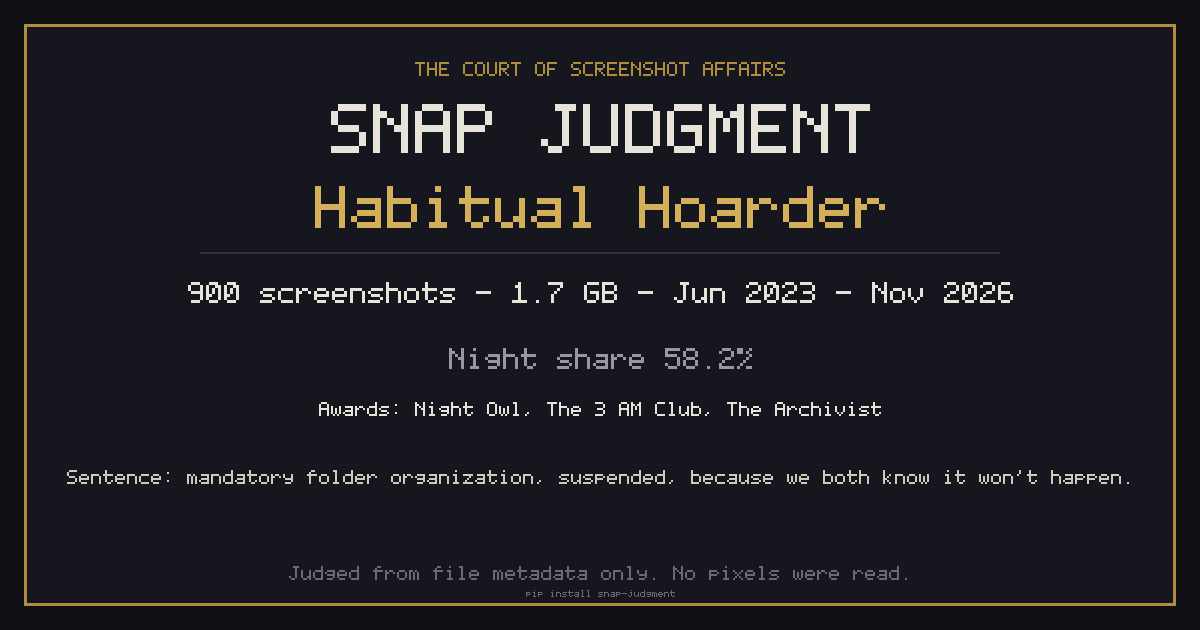 THE COURT OF SCREENSHOT AFFAIRS
SNAP JUDGMENT
Habitual Hoarder
900 screenshots – 1.7 GB – Jun 2023 – Nov 2026
Night share 58.2%
Awards: Night Owl, The 3 AM Club, The Archivist
Sentence: mandatory folder organization, suspended, because we both know it won't happen.
Judged from file metadata only. No pixels were read.
pip install snap-judgment